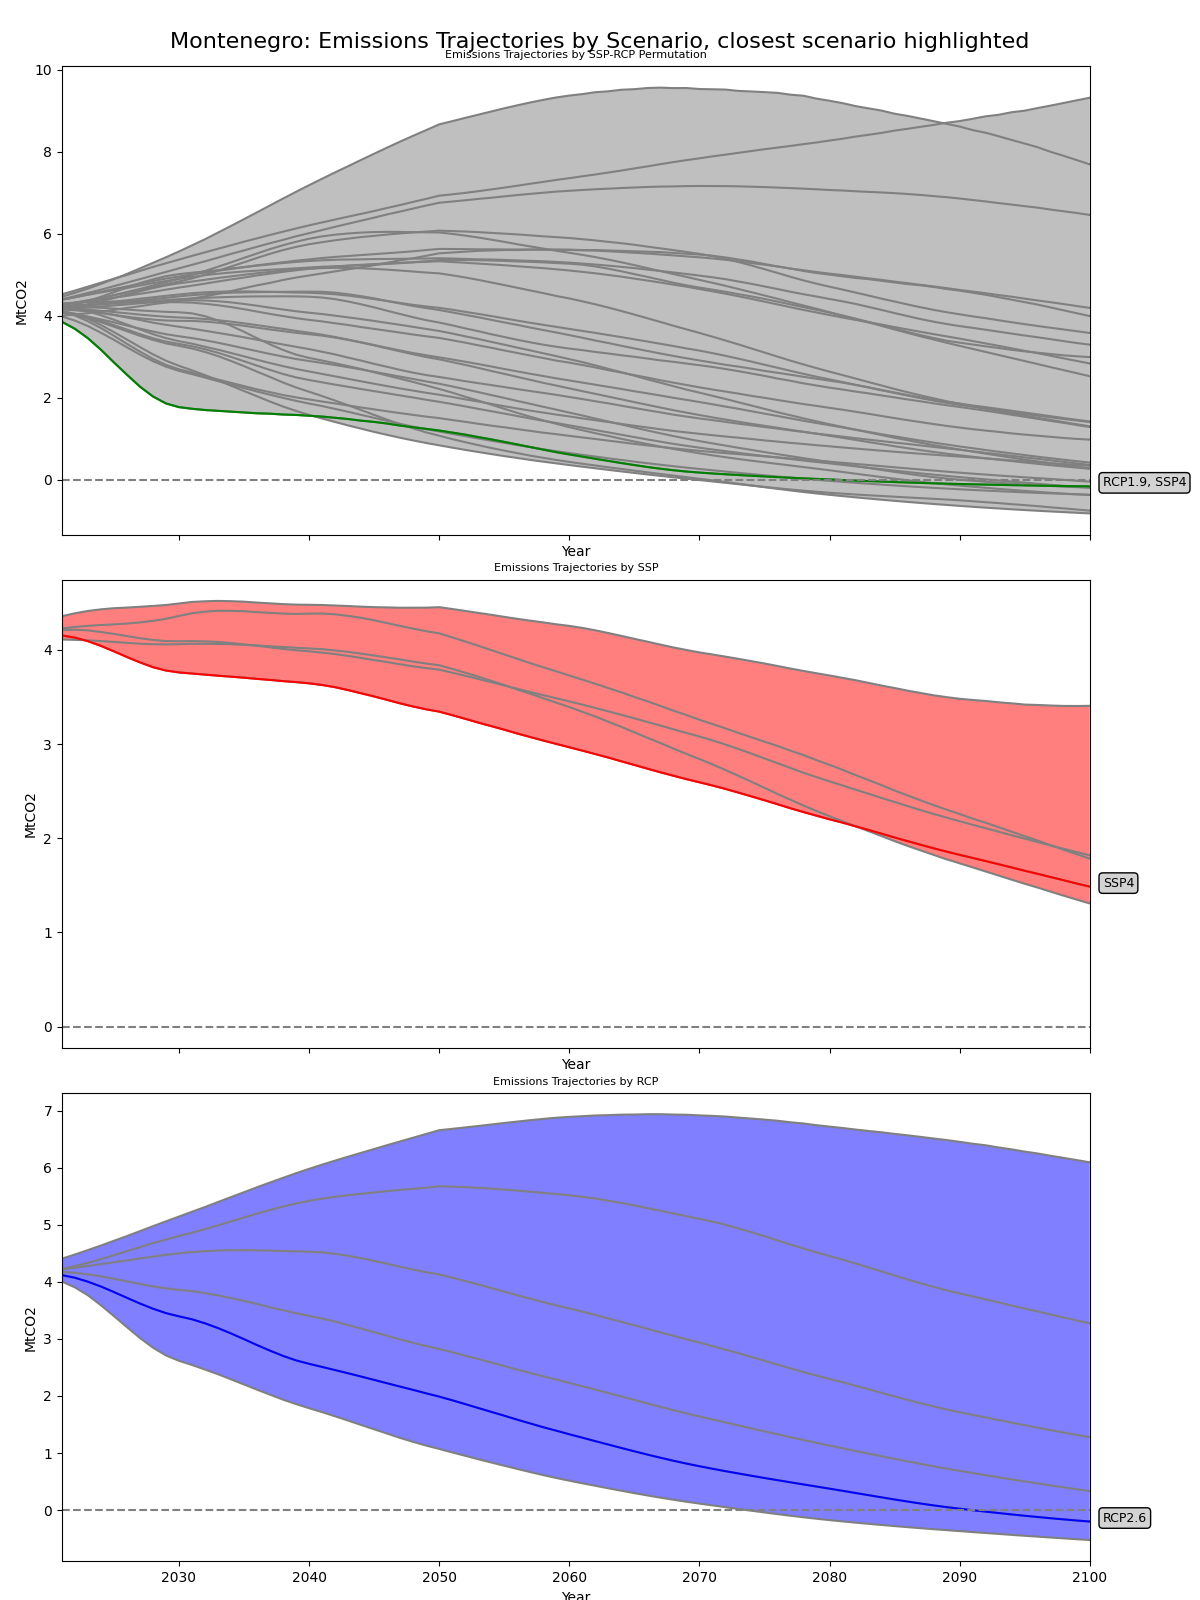 Montenegro: Emissions Trajectories by Scenario, closest scenario highlighted
Emissions Trajectories by SSP-RCP Permutation
10
8
6
4
2
0
MtCO2
RCP1.9, SSP4
Year
Emissions Trajectories by SSP
4
3
2
1
0
MtCO2
SSP4
Year
Emissions Trajectories by RCP
7
6
5
4
3
2
1
0
MtCO2
RCP2.6
2030 2040 2050 2060 2070 2080 2090 2100
Year